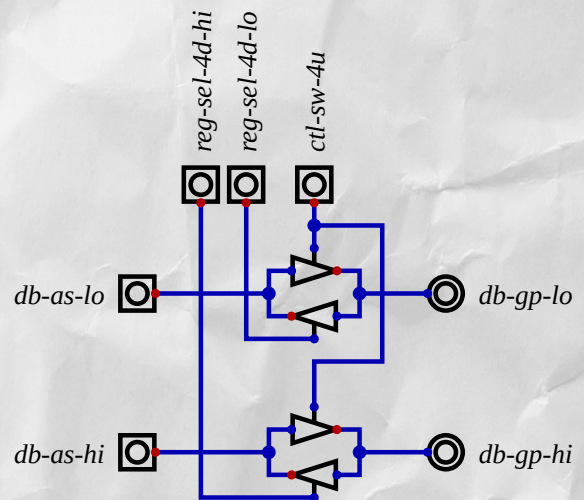 reg-sel-4d-hi
reg-sel-4d-lo
ctl-sw-4u
db-as-lo
db-gp-lo
db-as-hi
db-gp-hi